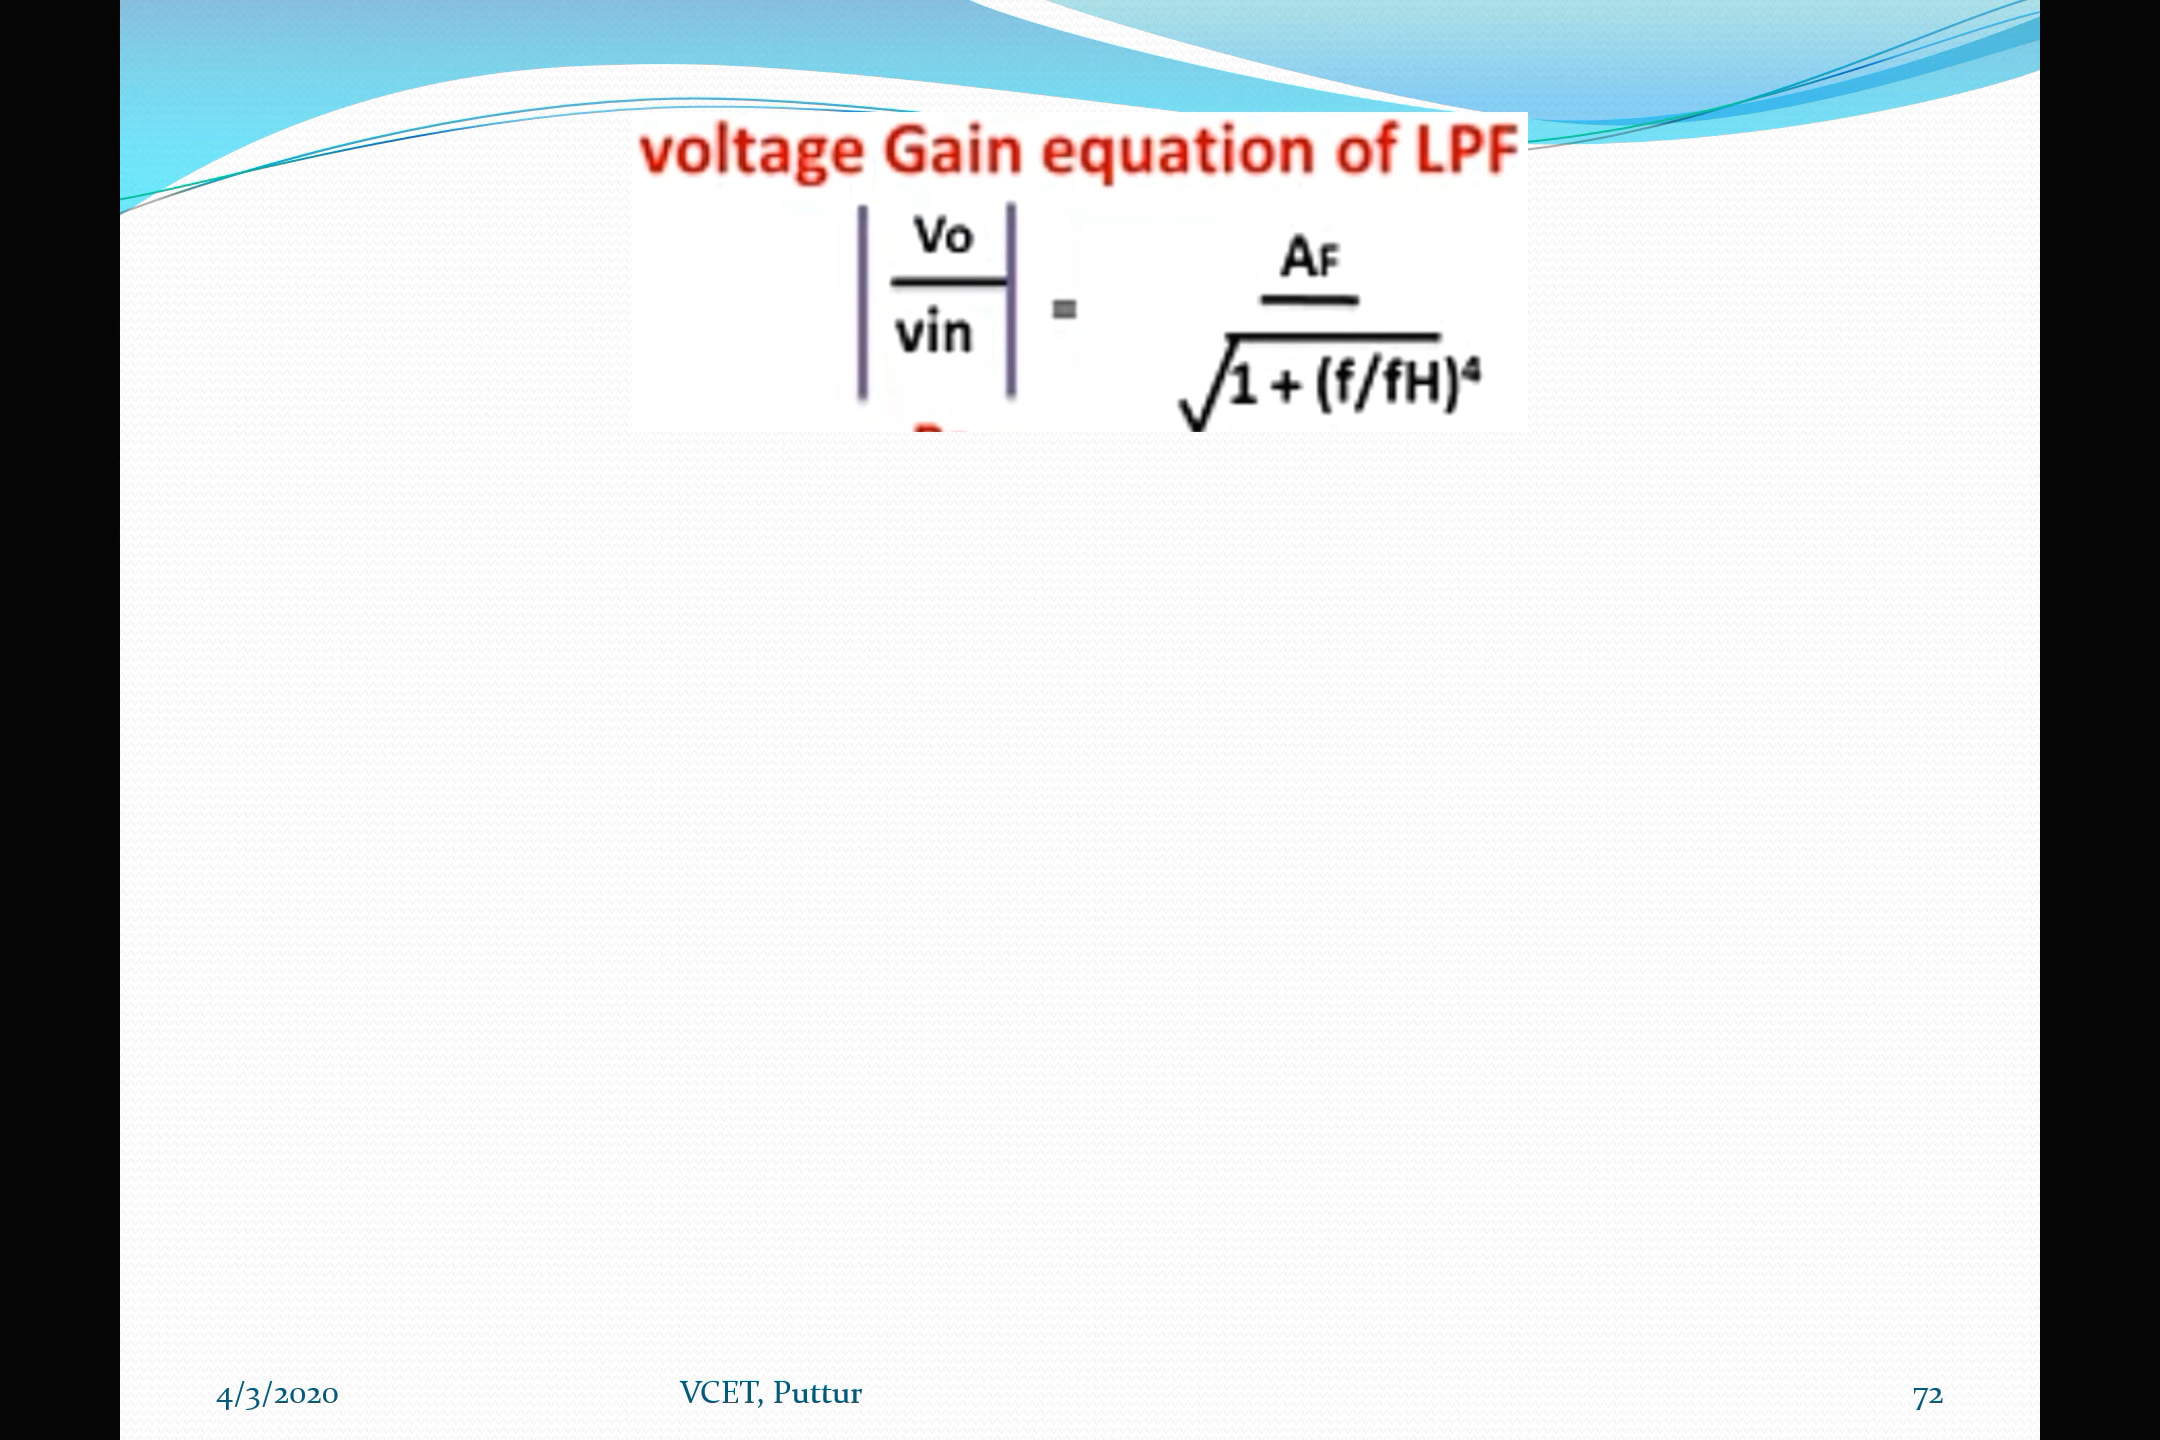 voltage Gain equation of LPF
| Vo / vin | = AF / √1 + (f/fH)⁴
4/3/2020 VCET, Puttur 72